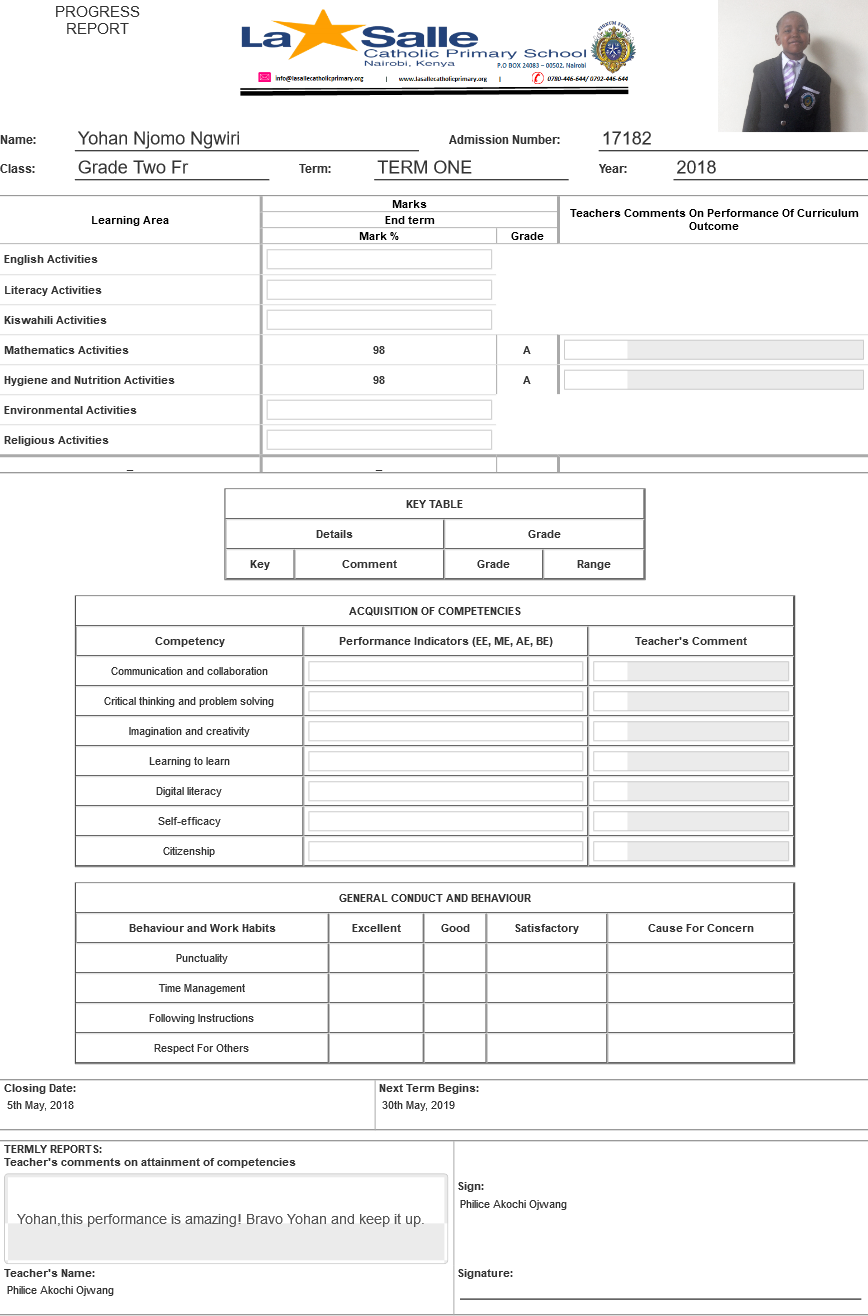 PROGRESS
REPORT
La Salle
Catholic Primary School
Nairobi, Kenya
P.O BOX 24083 – 00502, Nairobi
info@lasallecatholicprimary.org | www.lasallecatholicprimary.org | 0780-446-644/ 0792-446-644
Name: Yohan Njomo Ngwiri Admission Number: 17182
Class: Grade Two Fr Term: TERM ONE Year: 2018
Learning Area Marks Teachers Comments On Performance Of Curriculum Outcome
End term
Mark % Grade
English Activities
Literacy Activities
Kiswahili Activities
Mathematics Activities 98 A
Hygiene and Nutrition Activities 98 A
Environmental Activities
Religious Activities
_ _
KEY TABLE
Details Grade
Key Comment Grade Range
ACQUISITION OF COMPETENCIES
Competency Performance Indicators (EE, ME, AE, BE) Teacher's Comment
Communication and collaboration
Critical thinking and problem solving
Imagination and creativity
Learning to learn
Digital literacy
Self-efficacy
Citizenship
GENERAL CONDUCT AND BEHAVIOUR
Behaviour and Work Habits Excellent Good Satisfactory Cause For Concern
Punctuality
Time Management
Following Instructions
Respect For Others
Closing Date: Next Term Begins:
5th May, 2018 30th May, 2019
TERMLY REPORTS:
Teacher's comments on attainment of competencies
Yohan,this performance is amazing! Bravo Yohan and keep it up.
Sign:
Philice Akochi Ojwang
Teacher's Name: Signature:
Philice Akochi Ojwang